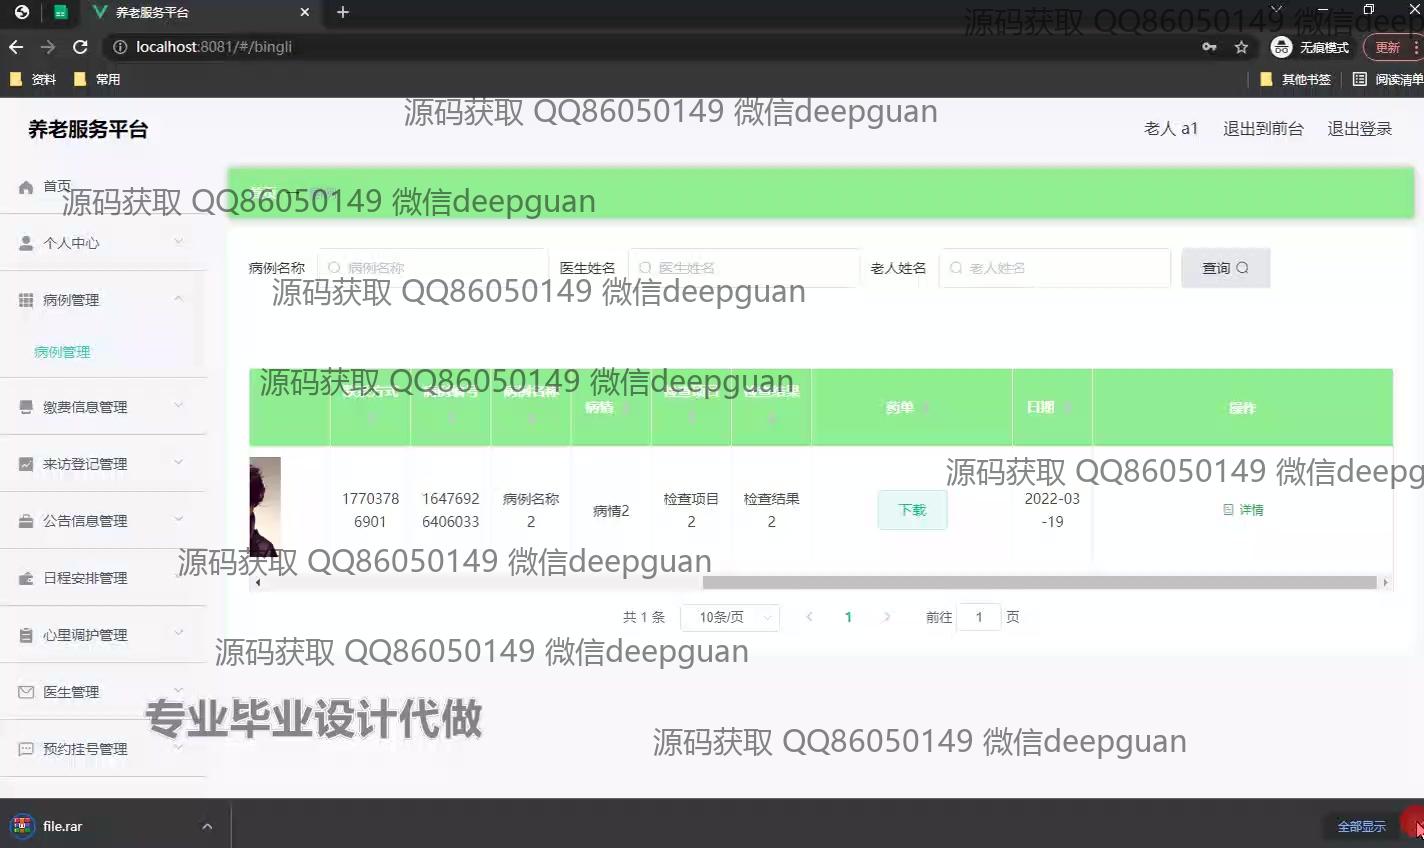 养老服务平台
localhost:8081/#/bingli
无痕模式
更新
资料
常用
其他书签
阅读清单
源码获取 QQ86050149 微信deepg
源码获取 QQ86050149 微信deepguan
养老服务平台
老人 a1
退出到前台
退出登录
首页
源码获取 QQ86050149 微信deepguan
个人中心
病例名称
病例名称
医生姓名
医生姓名
老人姓名
老人姓名
查询
源码获取 QQ86050149 微信deepguan
病例管理
病例管理
源码获取 QQ86050149 微信deepguan
病情
药单
日期
操作
缴费信息管理
来访登记管理
源码获取 QQ86050149 微信deepg
1770378
6901
1647692
6406033
病例名称
2
病情2
检查项目
2
检查结果
2
下载
2022-03
-19
详情
公告信息管理
源码获取 QQ86050149 微信deepguan
日程安排管理
共 1 条
10条/页
1
前往
1
页
心里调护管理
源码获取 QQ86050149 微信deepguan
医生管理
专业毕业设计代做
预约挂号管理
源码获取 QQ86050149 微信deepguan
file.rar
全部显示